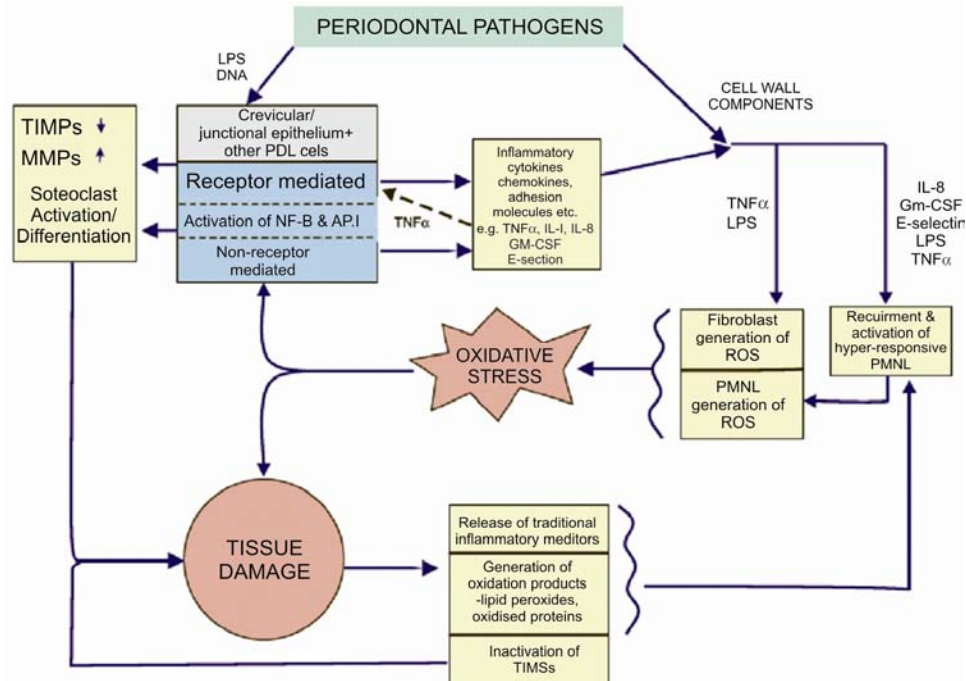 PERIODONTAL PATHOGENS
LPS
DNA
CELL WALL
COMPONENTS
TIMPs ↓
MMPs ↑
Soteoclast
Activation/
Differentiation
Crevicular/
junctional epithelium+
other PDL cels
Receptor mediated
Activation of NF-B & AP.I
Non-receptor
mediated
TNFα
Inflammatory
cytokines
chemokines,
adhesion
molecules etc.
e.g. TNFα, IL-I, IL-8
GM-CSF
E-section
TNFα
LPS
IL-8
Gm-CSF
E-selectin
LPS
TNFα
Fibroblast
generation of
ROS
PMNL
generation of
ROS
Recuirment &
activation of
hyper-responsive
PMNL
OXIDATIVE
STRESS
TISSUE
DAMAGE
Release of traditional
inflammatory meditors
Generation of
oxidation products
-lipid peroxides,
oxidised proteins
Inactivation of
TIMSs